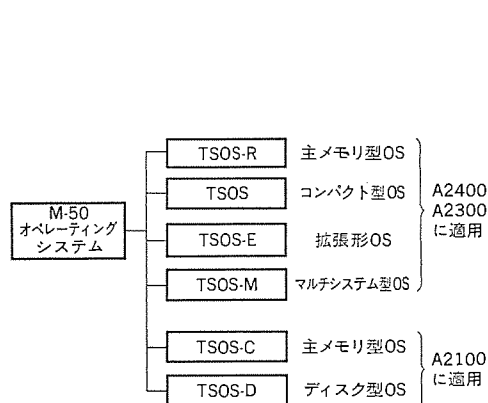 M-50
オペレーティング
システム
TSOS-R 主メモリ型OS
TSOS コンパクト型OS
TSOS-E 拡張形OS
TSOS-M マルチシステム型OS
A2400
A2300
に適用
TSOS-C 主メモリ型OS
TSOS-D ディスク型OS
A2100
に適用